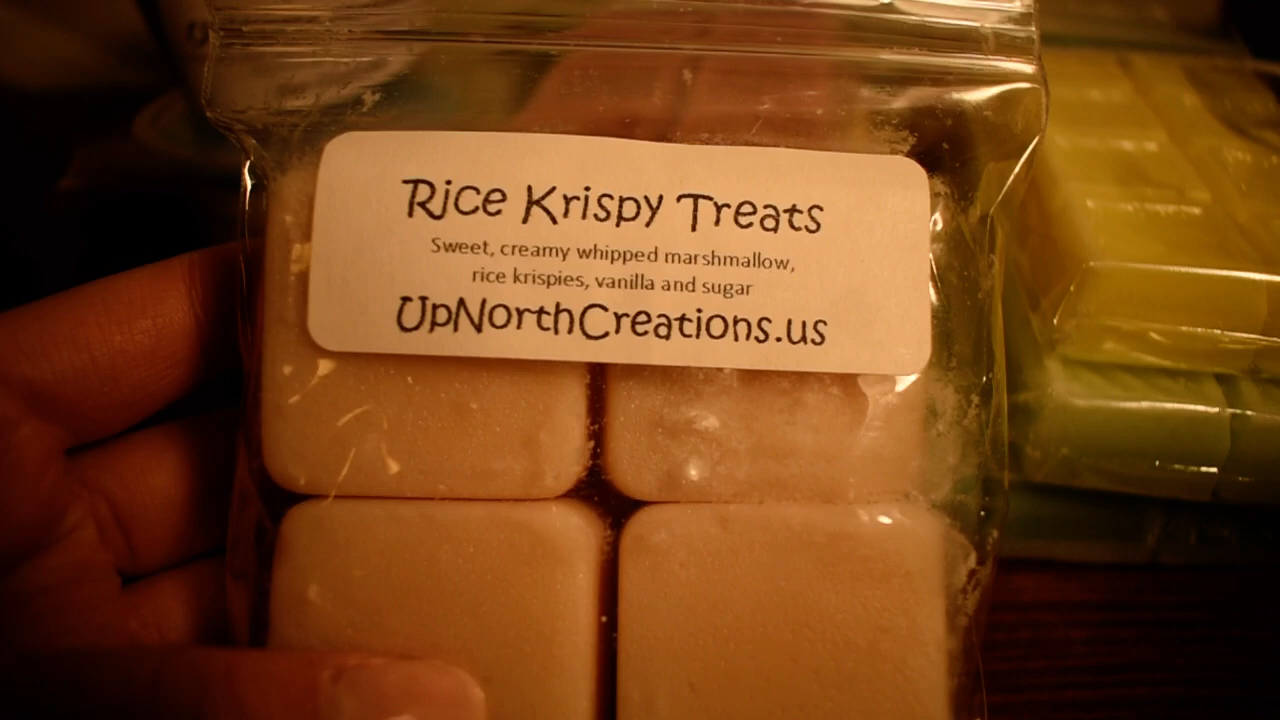 Rice Krispy Treats
Sweet, creamy whipped marshmallow,
rice krispies, vanilla and sugar
UpNorthCreations.us